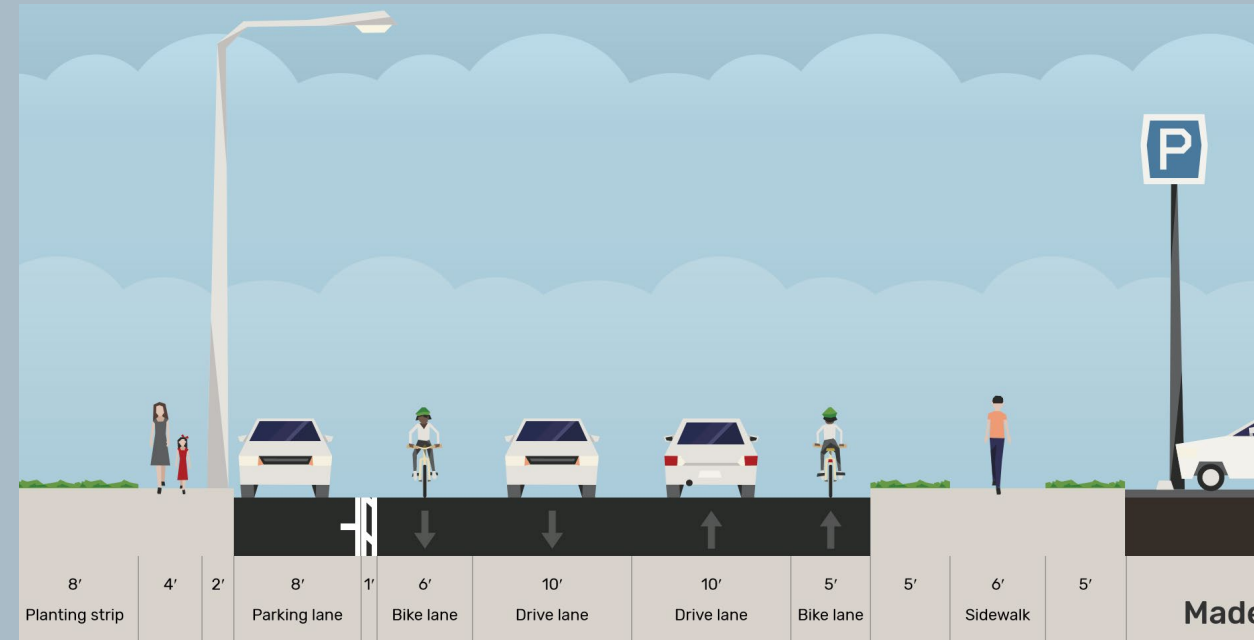 P
8′
4′
2′
8′
1′
6′
10′
10′
5′
5′
6′
5′
Planting strip
Parking lane
Bike lane
Drive lane
Drive lane
Bike lane
Sidewalk
Made